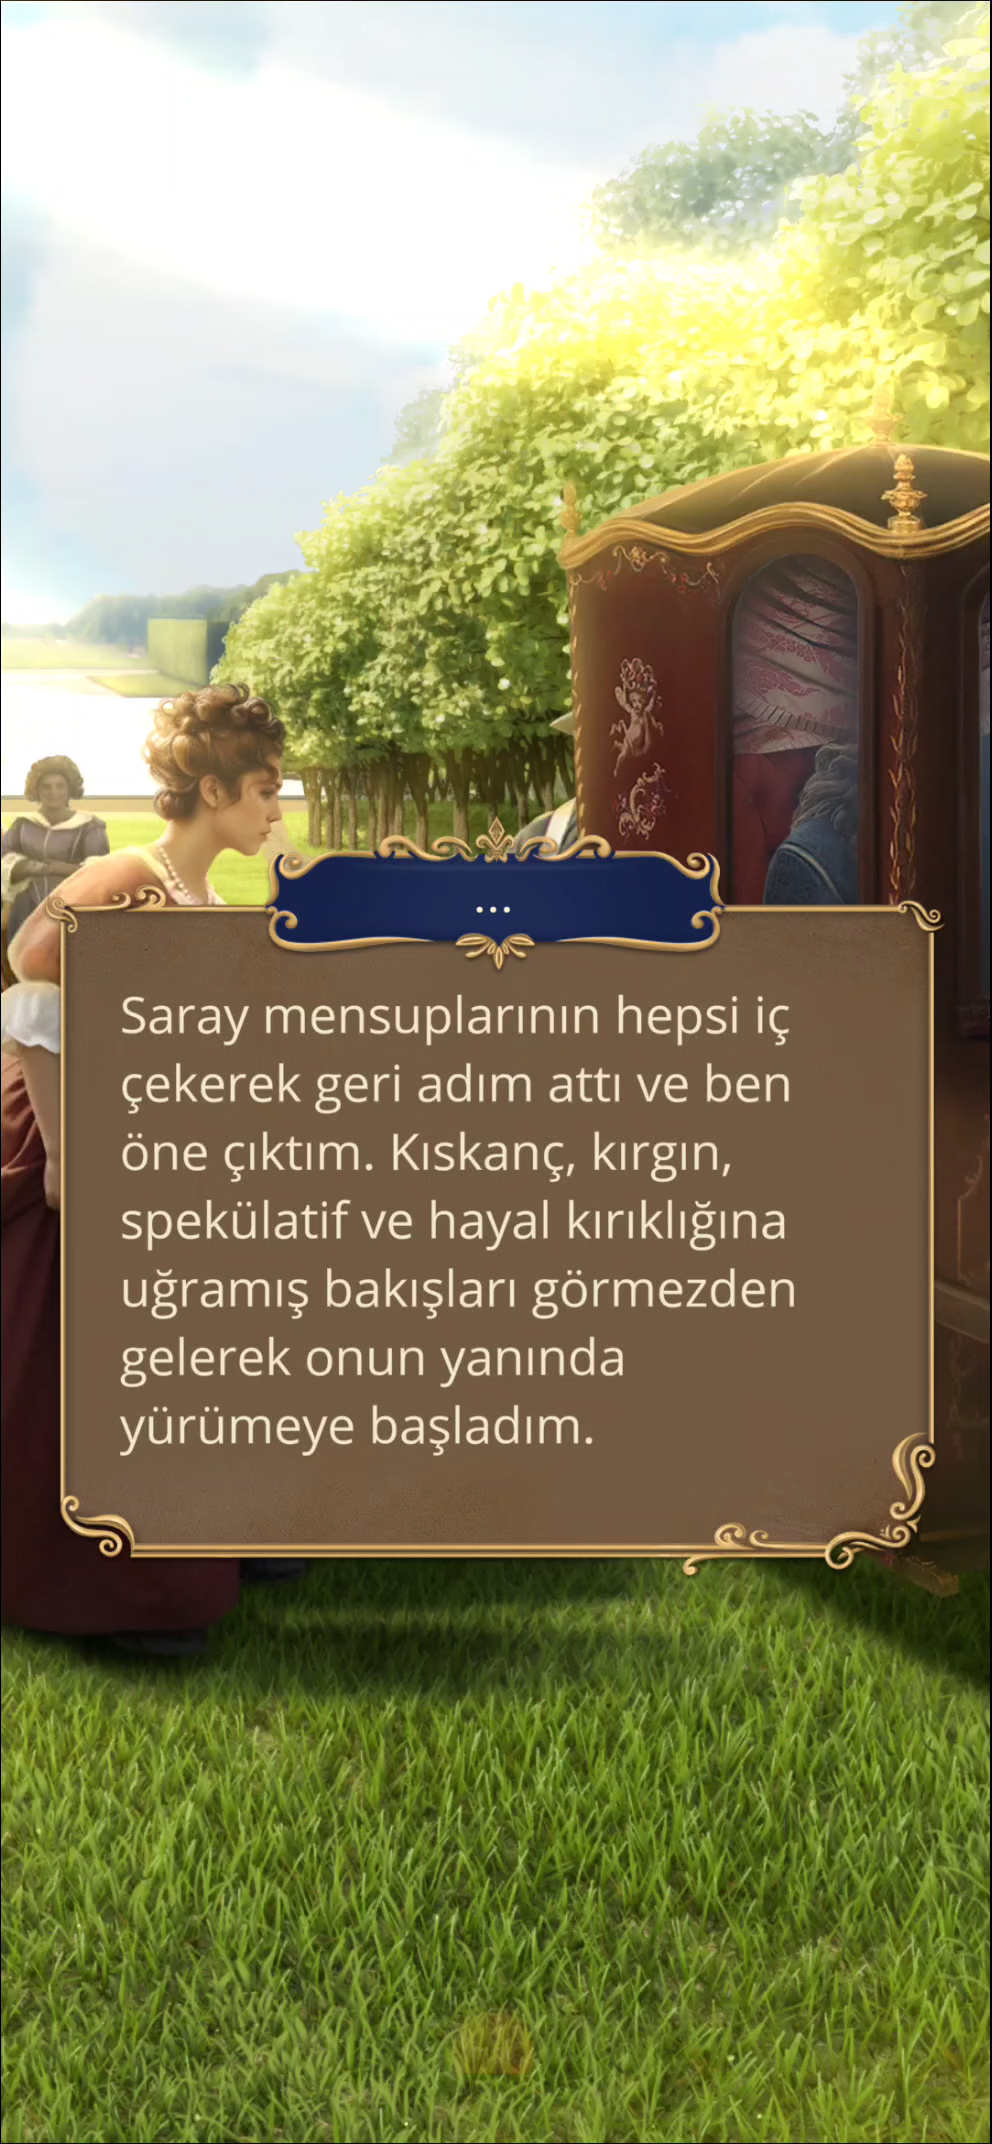 ...
Saray mensuplarının hepsi iç
çekerek geri adım attı ve ben
öne çıktım. Kıskanç, kırgın,
spekülatif ve hayal kırıklığına
uğramış bakışları görmezden
gelerek onun yanında
yürümeye başladım.